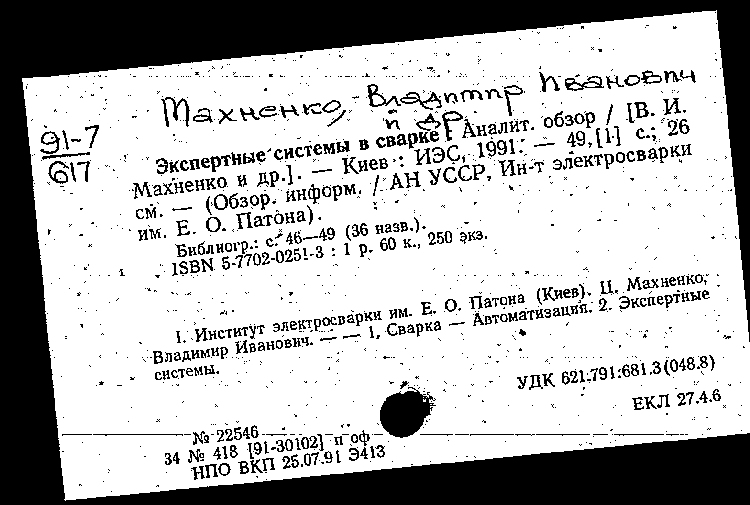 Махненко, Владимир Иванович
и др.
91-7
617
Экспертные системы в сварке : Аналит. обзор / [В. И.
Махненко и др.]. — Киев : ИЭС, 1991. — 49,[1] с.; 26
см. — (Обзор. информ. / АН УССР, Ин-т электросварки
им. Е. О. Патона).
Библиогр.: с. 46—49 (36 назв.).
ISBN 5-7702-0251-3 : 1 р. 60 к., 250 экз.
I. Институт электросварки им. Е. О. Патона (Киев). II. Махненко,
Владимир Иванович. — — 1. Сварка — Автоматизация. 2. Экспертные
системы.
УДК 621.791:681.3(048.8)
ЕКЛ 27.4.6
№ 22546
34 № 418 [91-30102] п оф
НПО ВКП 25.07.91 Э413